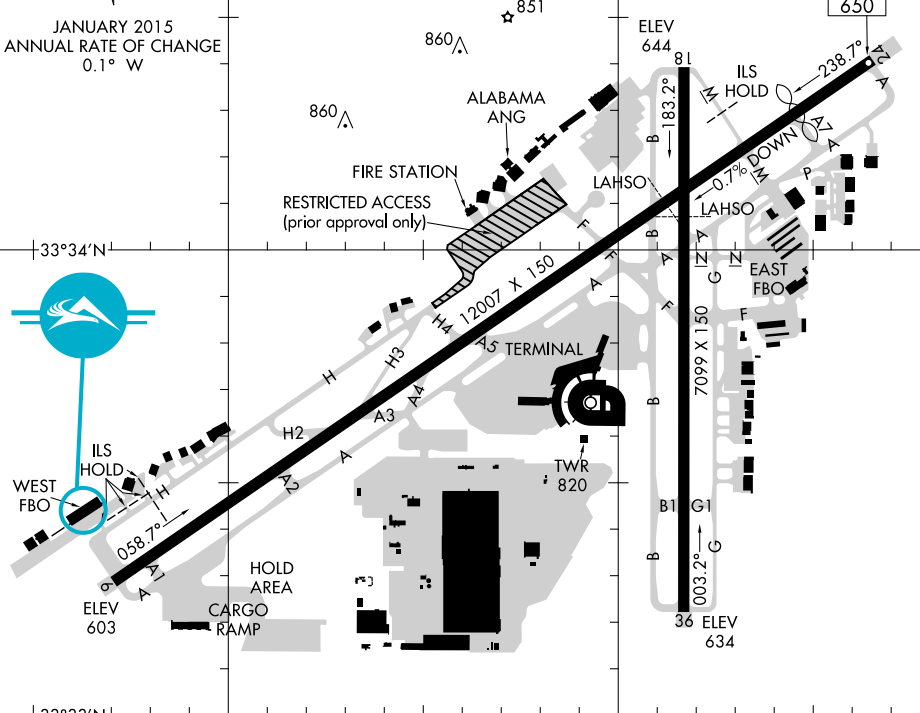 JANUARY 2015
ANNUAL RATE OF CHANGE
0.1° W
851
860
860
ELEV
644
18
650
24
238.7°
ILS
HOLD
M
183.2°
B
A
A7
A
DOWN
0.7%
M
P
ALABAMA
ANG
FIRE STATION
RESTRICTED ACCESS
(prior approval only)
LAHSO
LAHSO
F
F
B
A
A
N
N
G
33°34'N
EAST
FBO
A
F
F
12007 X 150
7099 X 150
H4
A5
TERMINAL
H3
H
A4
A3
B
H2
A
A2
TWR
820
ILS
HOLD
H
WEST
FBO
B1
G1
058.7°
A1
A
6
ELEV
603
HOLD
AREA
CARGO
RAMP
B
003.2°
G
36
ELEV
634